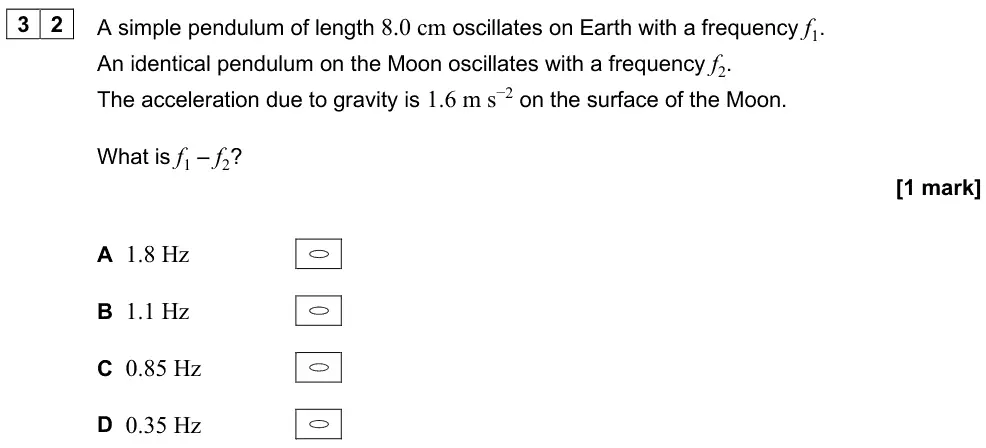 3 2 A simple pendulum of length 8.0 cm oscillates on Earth with a frequency f₁.
An identical pendulum on the Moon oscillates with a frequency f₂.
The acceleration due to gravity is 1.6 m s⁻² on the surface of the Moon.
What is f₁ – f₂?
[1 mark]
A 1.8 Hz
B 1.1 Hz
C 0.85 Hz
D 0.35 Hz